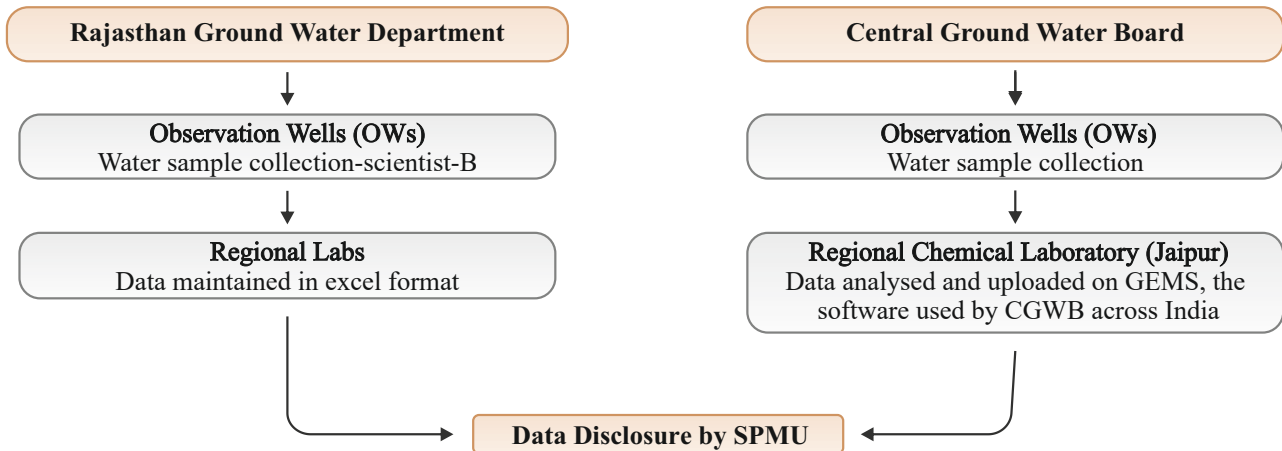 Rajasthan Ground Water Department
Observation Wells (OWs)
Water sample collection-scientist-B
Regional Labs
Data maintained in excel format
Central Ground Water Board
Observation Wells (OWs)
Water sample collection
Regional Chemical Laboratory (Jaipur)
Data analysed and uploaded on GEMS, the
software used by CGWB across India
Data Disclosure by SPMU